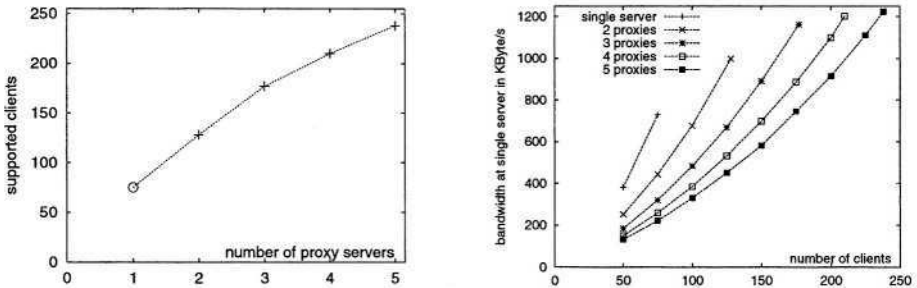 250
200
150
100
50
0
supported clients
number of proxy servers
0 1 2 3 4 5
1200
1000
800
600
400
200
0
bandwidth at single server in KByte/s
single server
2 proxies
3 proxies
4 proxies
5 proxies
number of clients
0 50 100 150 200 250